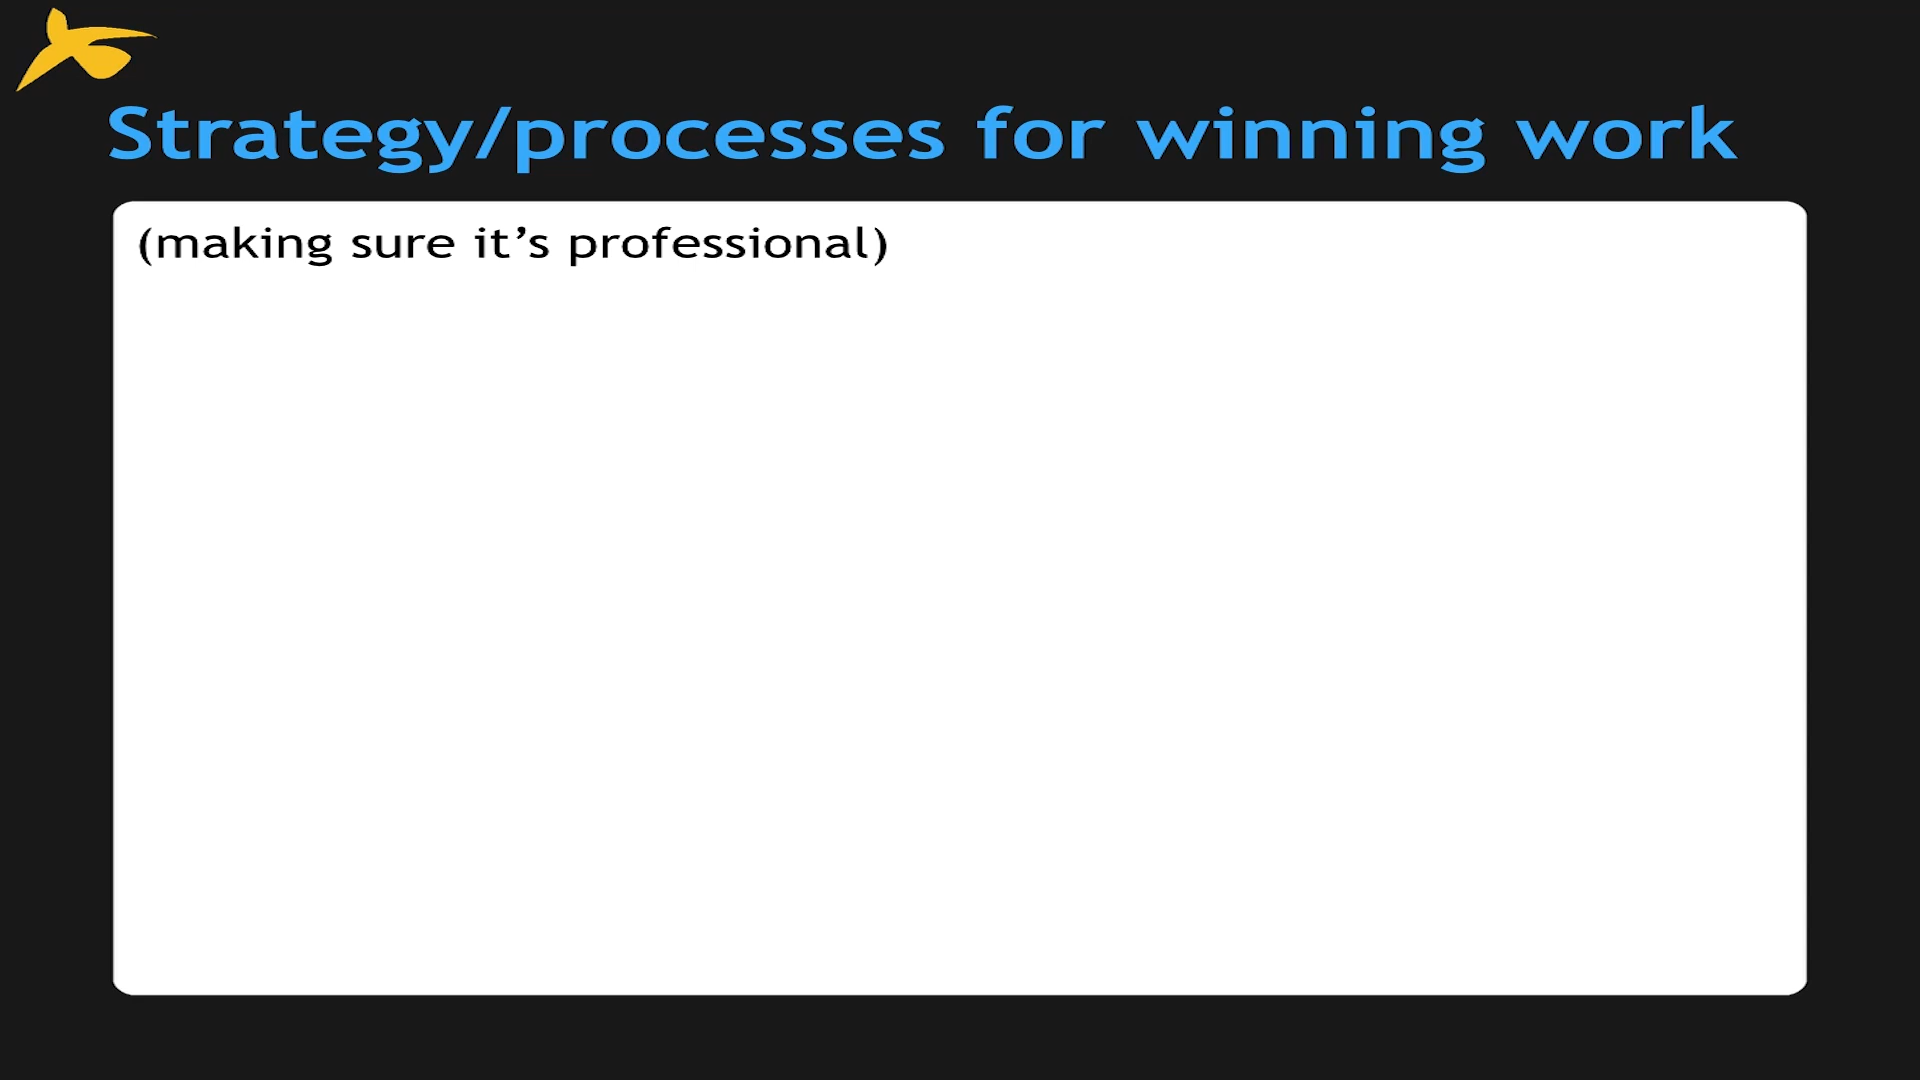 Strategy/processes for winning work
(making sure it’s professional)